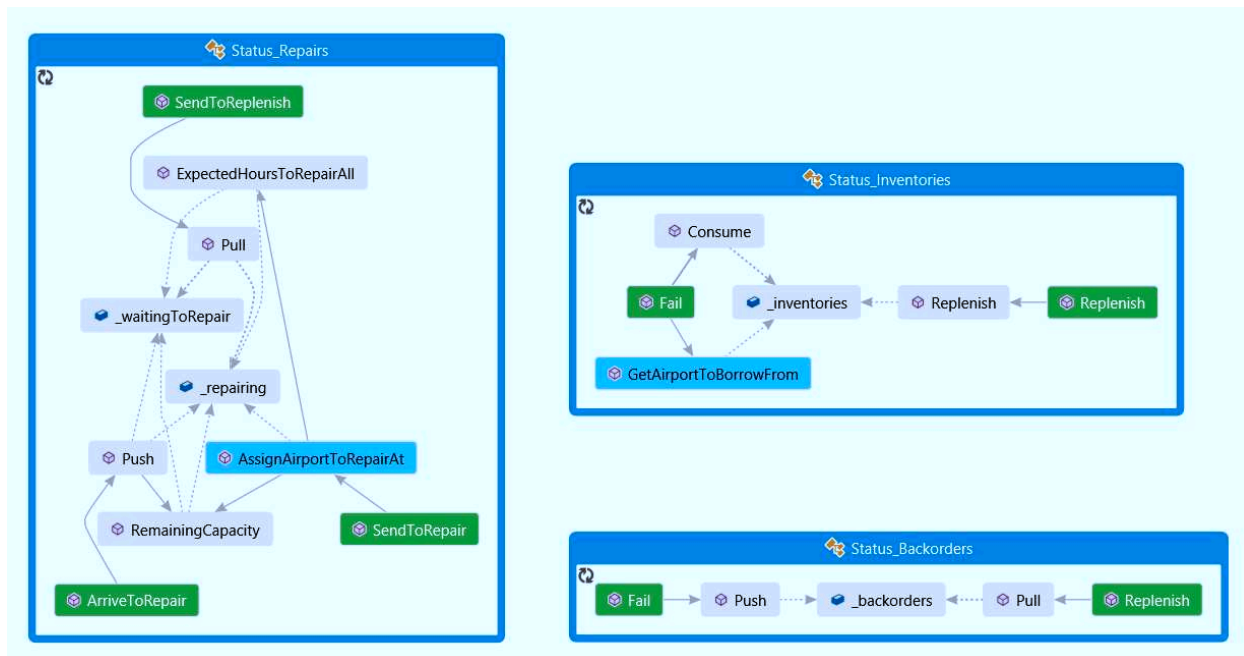 Status_Repairs
SendToReplenish
ExpectedHoursToRepairAll
Pull
_waitingToRepair
_repairing
Push
AssignAirportToRepairAt
RemainingCapacity
SendToRepair
ArriveToRepair
Status_Inventories
Consume
Fail
_inventories
Replenish
Replenish
GetAirportToBorrowFrom
Status_Backorders
Fail
Push
_backorders
Pull
Replenish